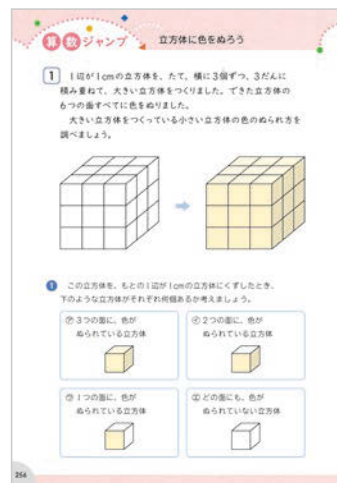 算数ジャンプ 立方体に色をぬろう
1 1辺が1cmの立方体を、たて、横に3個ずつ、3だんに
積み重ねて、大きい立方体をつくりました。できた立方体の
6つの面すべてに色をぬりました。
大きい立方体をつくっている小さい立方体の色のぬられ方を
調べましょう。
1 この立方体を、もとの1辺が1cmの立方体にくずしたとき、
下のような立方体がそれぞれ何個あるか考えましょう。
㋐ 3つの面に、色が
ぬられている立方体
㋑ 2つの面に、色が
ぬられている立方体
㋒ 1つの面に、色が
ぬられている立方体
㋓ どの面にも、色が
ぬられていない立方体
256